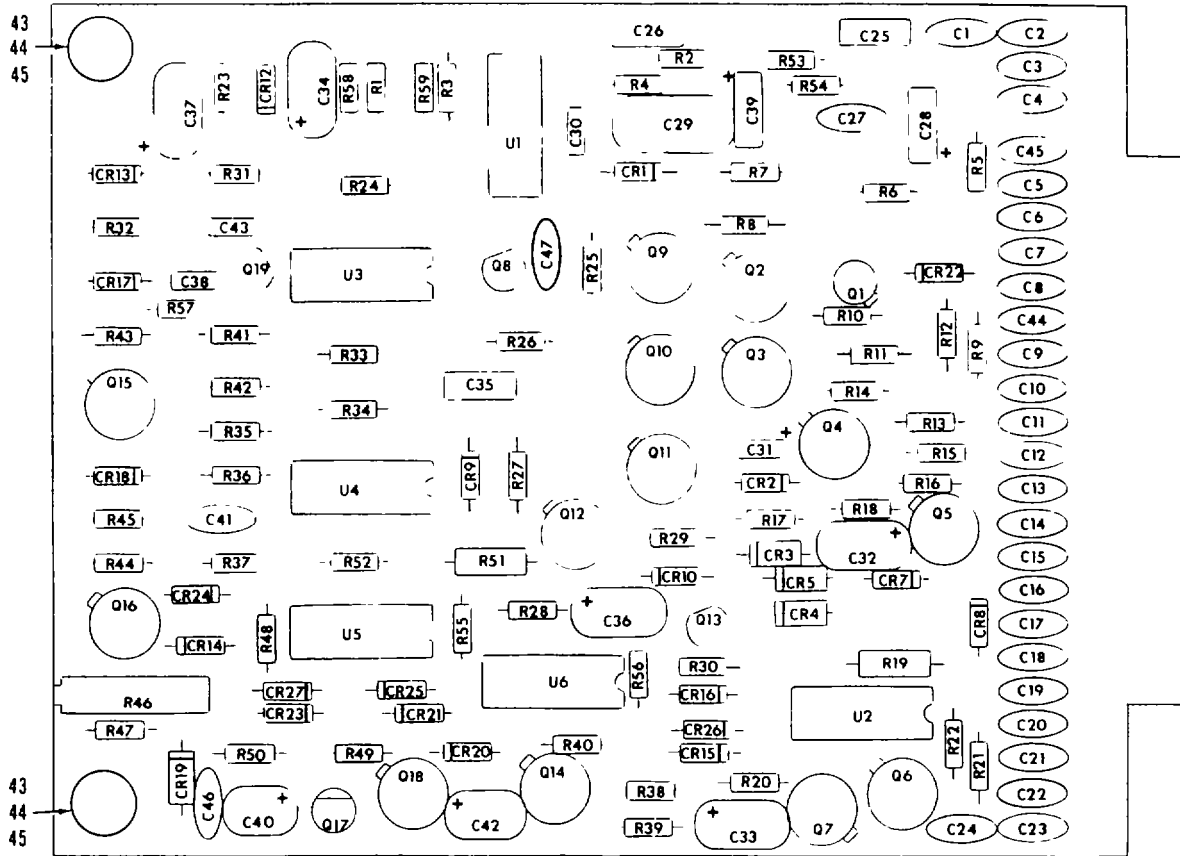 43
44
45
C26
C25
C1
C2
R2
R53
C3
R23
CR12
C34
R58
R1
R59
R3
R4
R54
C4
C37
+
+
U1
C30
C29
+
C39
C27
C28
+
R5
C45
+
CR13
R31
R24
CR1
R7
R6
C5
R32
C43
R8
C6
C47
Q19
U3
Q8
R25
Q9
Q2
C7
CR17
C38
Q1
CR22
C8
R57
R10
R12
C44
R43
R41
R33
R26
Q10
Q3
R11
R9
C9
Q15
R42
C35
R14
C10
R34
R35
Q4
R13
C11
+
C31
R15
C12
CR18
R36
U4
CR9
R27
Q11
CR2
R16
C13
R45
C41
Q12
R17
R18
Q5
C14
R29
+
C32
R44
R37
R52
R51
CR3
C15
CR10
CR5
CR7
CR24
C16
Q16
R28
+
C36
Q13
CR4
CR8
C17
CR14
R48
U5
R55
C18
R56
R30
R19
R46
CR27
CR25
U6
CR16
C19
CR23
CR21
U2
C20
R47
CR26
R22
R50
R49
CR20
R40
CR15
R21
C21
43
44
45
CR19
C46
+
C40
Q17
Q18
+
C42
Q14
R38
R20
Q6
C22
R39
+
C33
Q7
C24
C23